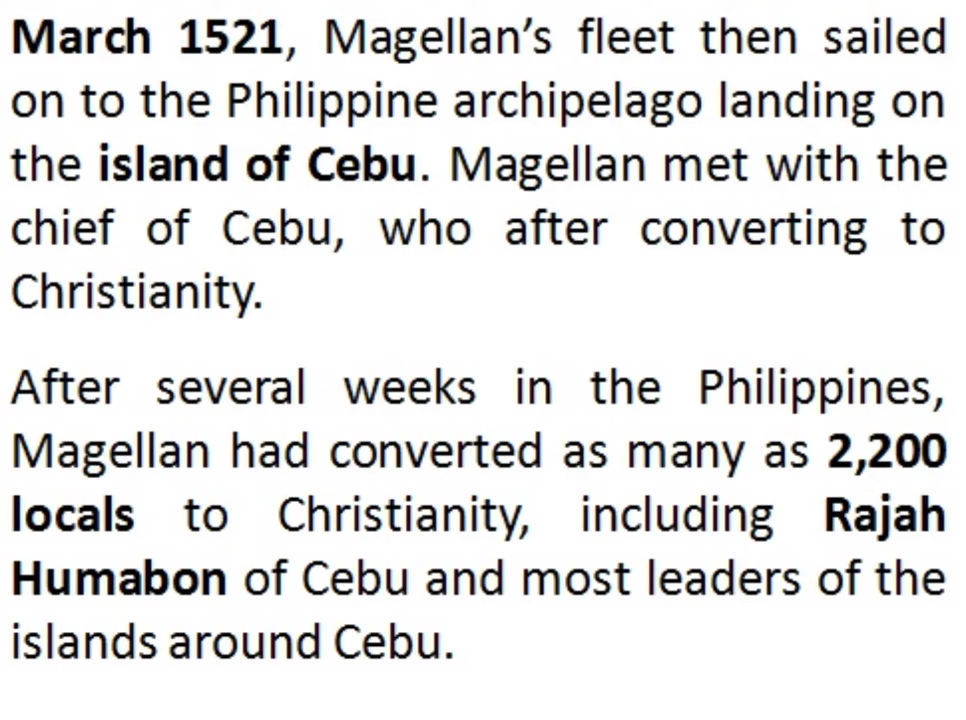 March 1521, Magellan’s fleet then sailed
on to the Philippine archipelago landing on
the island of Cebu. Magellan met with the
chief of Cebu, who after converting to
Christianity.
After several weeks in the Philippines,
Magellan had converted as many as 2,200
locals to Christianity, including Rajah
Humabon of Cebu and most leaders of the
islands around Cebu.